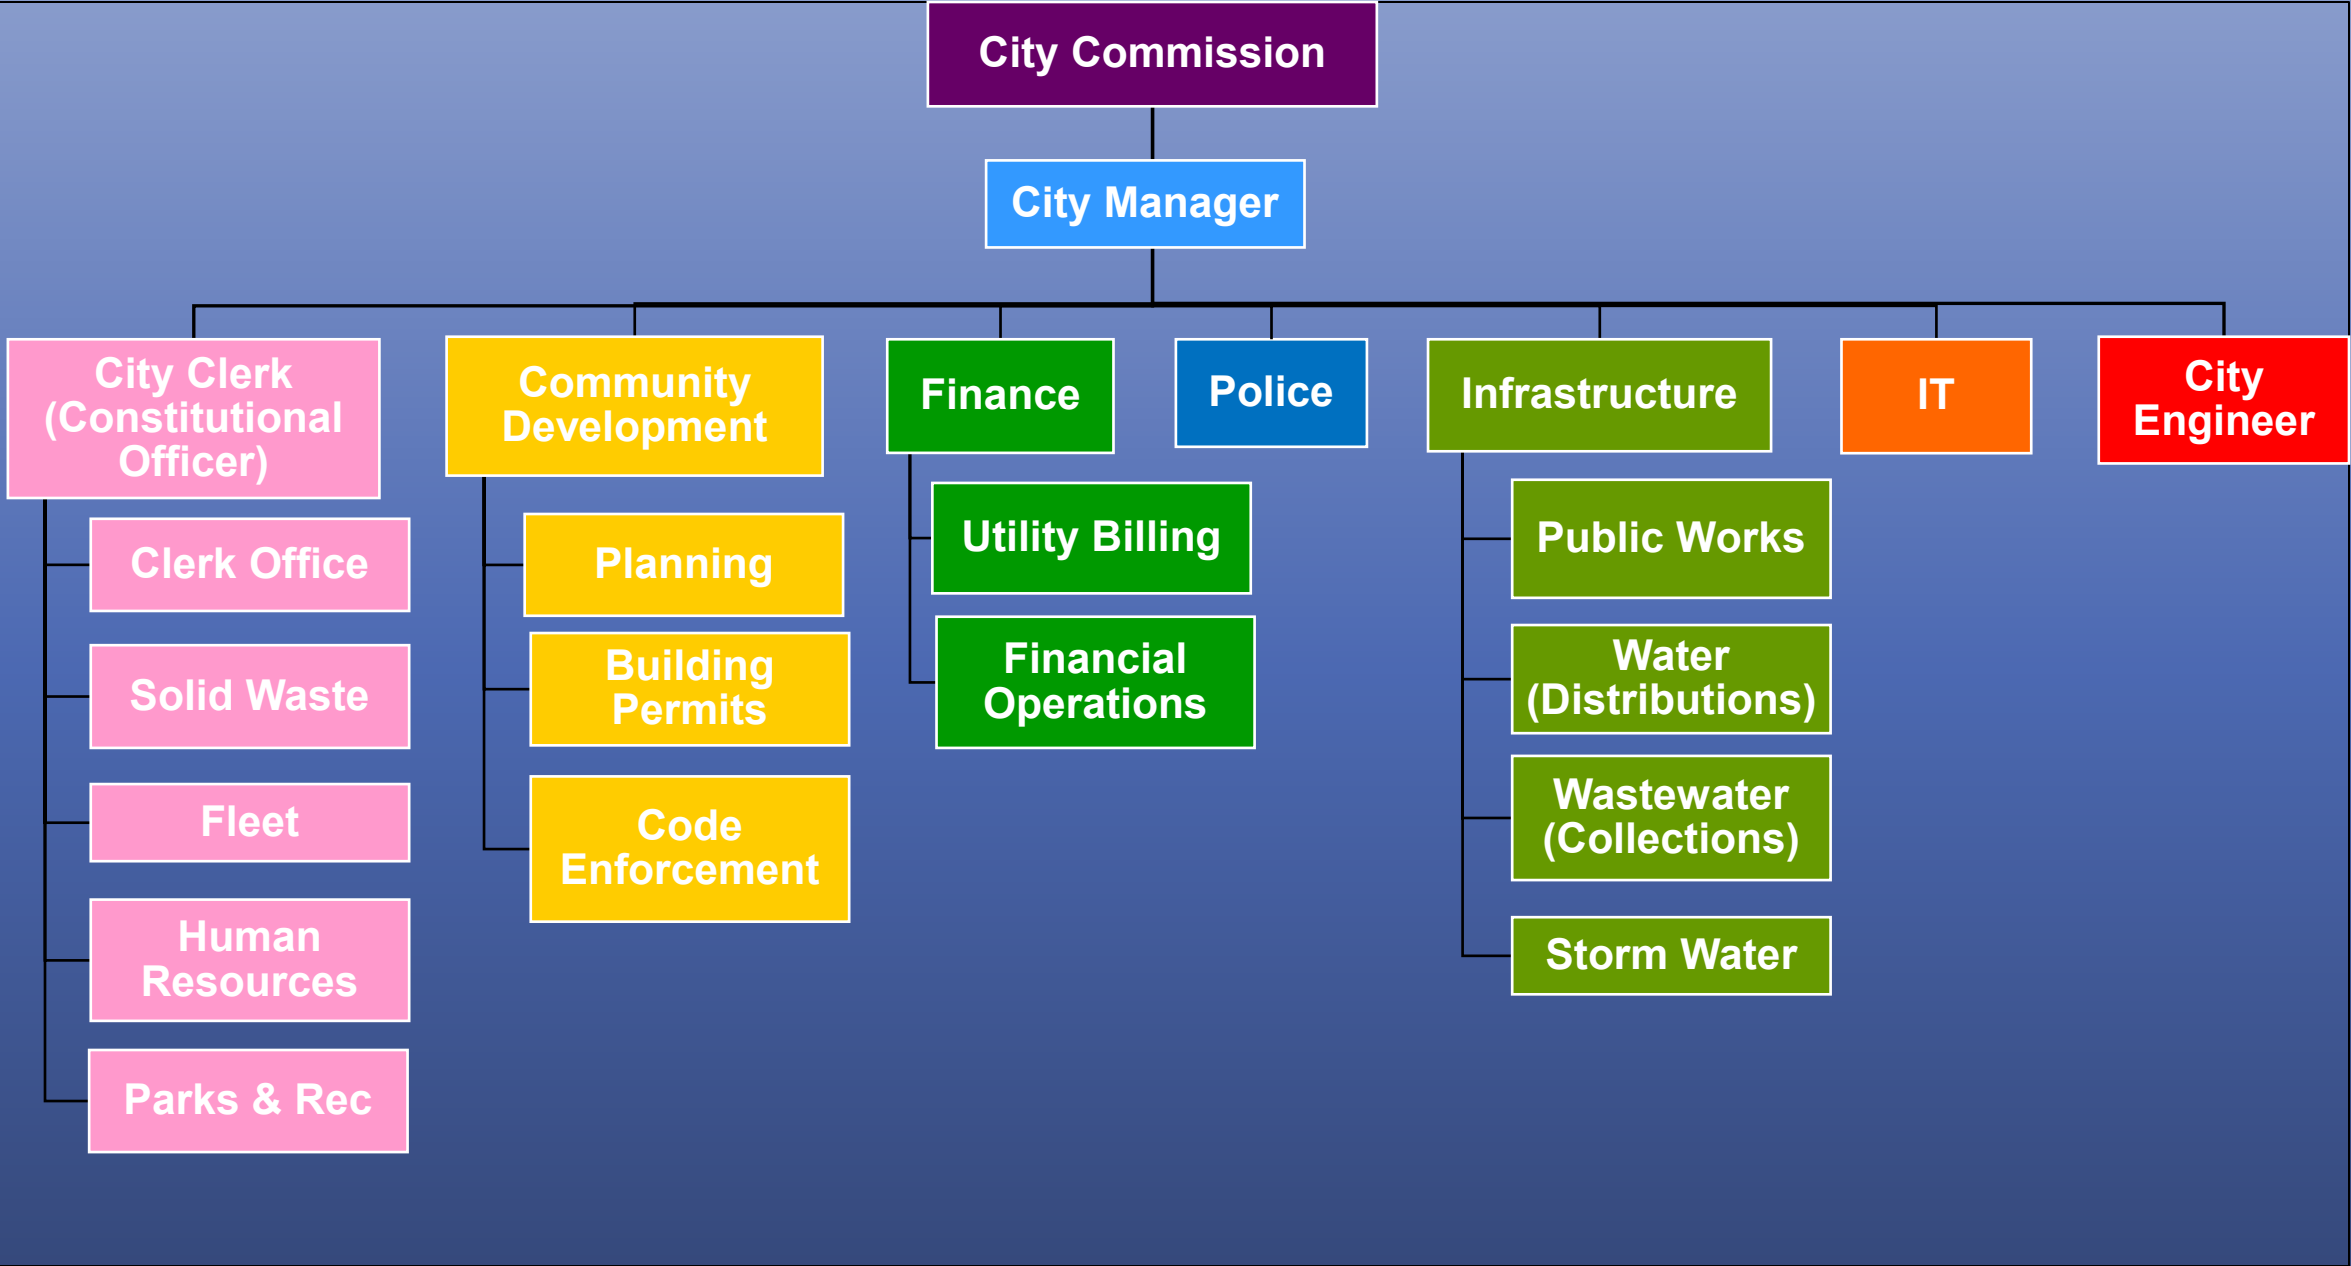 City Commission
City Manager
City Clerk
(Constitutional
Officer)
Community
Development
Finance
Police
Infrastructure
IT
City
Engineer
Clerk Office
Solid Waste
Fleet
Human
Resources
Parks & Rec
Planning
Building
Permits
Code
Enforcement
Utility Billing
Financial
Operations
Public Works
Water
(Distributions)
Wastewater
(Collections)
Storm Water